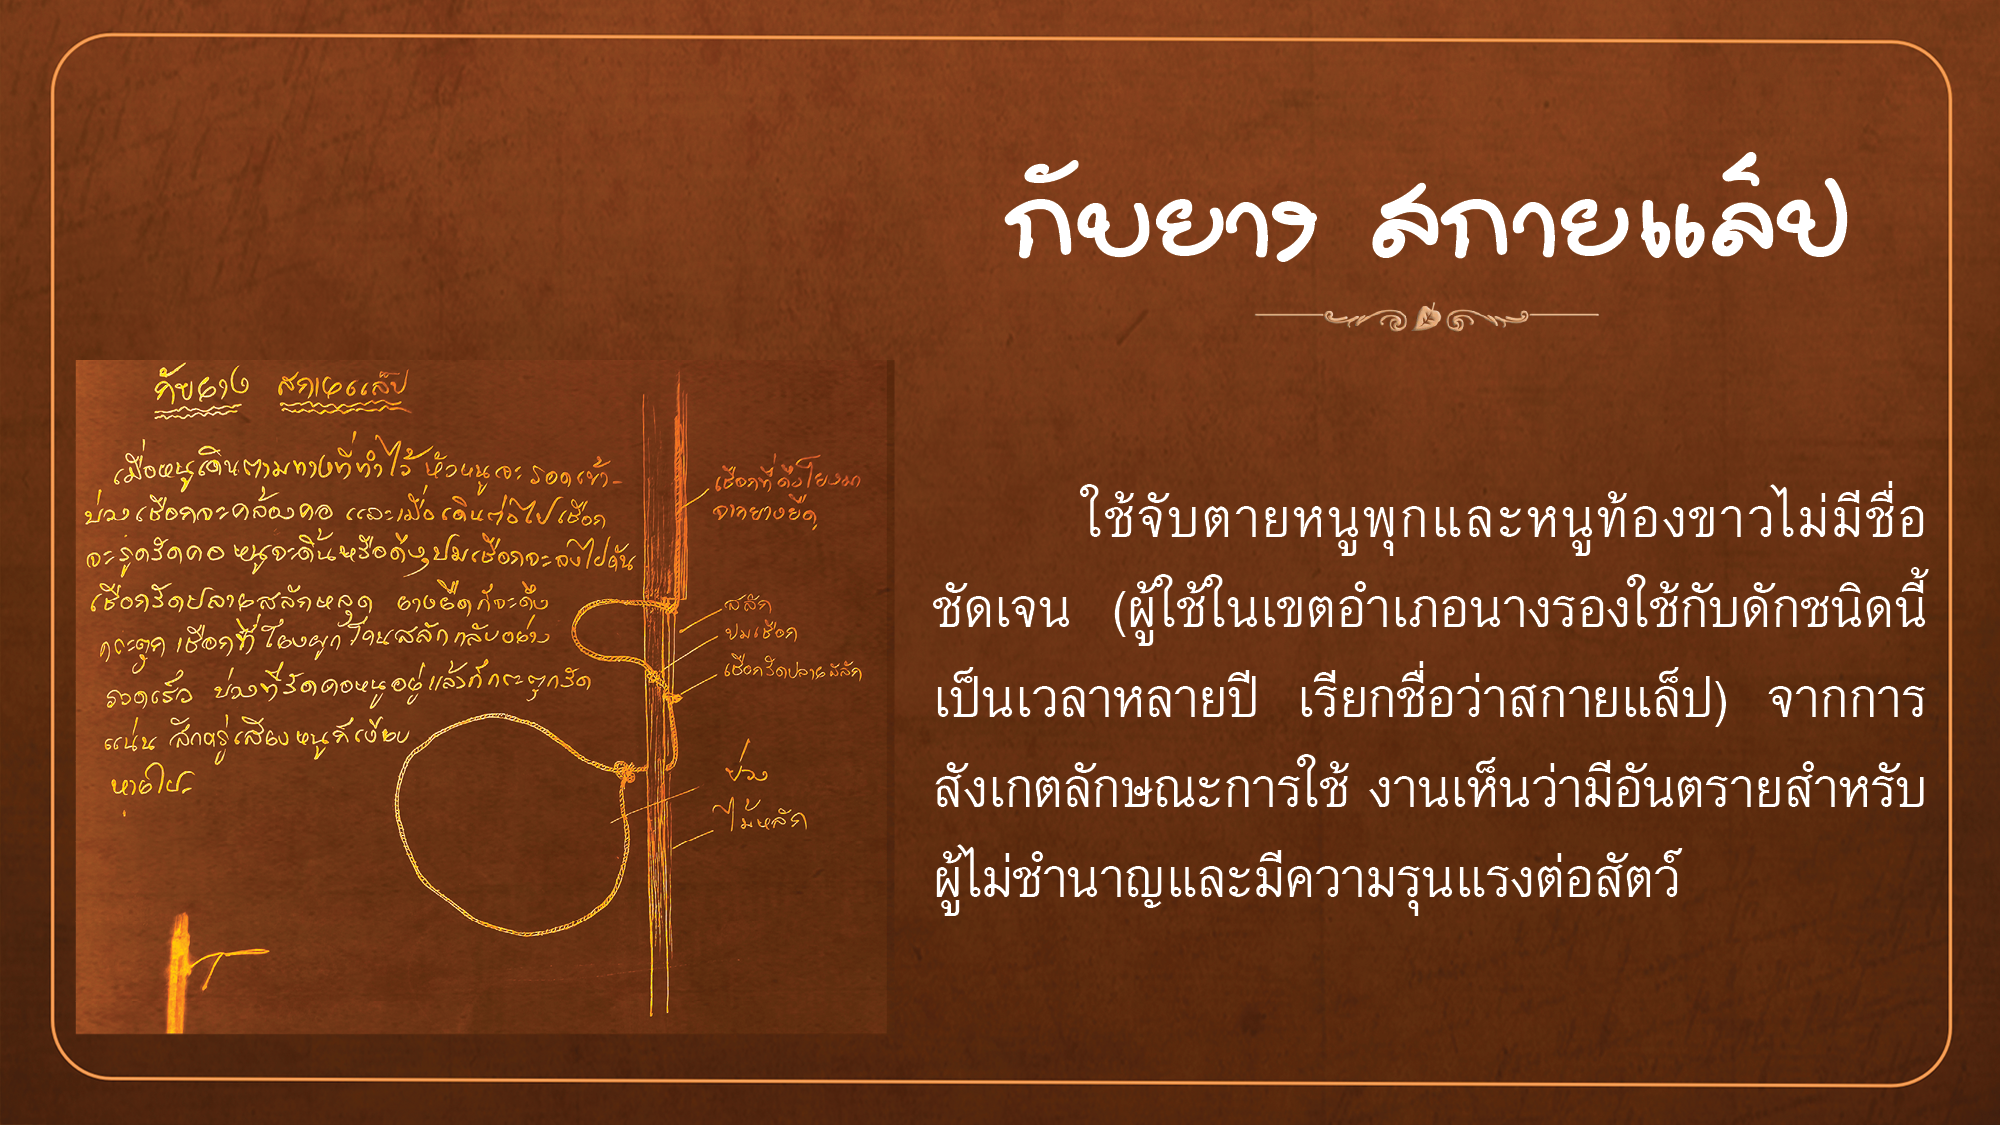 กับยาง สกายแล็ป
กับยาง สกายแล็ป
เมื่อหนูเดินตามทางที่ทำไว้ หัวหนูจะรอดเข้า-
บ่วงเชือกจะคล้องคอ และเมื่อเดินต่อไปเชือก
จะรูดรัดคอ หนูจะดิ้นหรือดึงปมเชือกจะลงไปดัน
เชือกรัดปลายสลักหลุด ยางยืดก็จะดึง
กระตุก เชือกที่โยงผูก สลักกลับอย่าง
รวดเร็ว บ่วงที่รัดคอหนูอยู่แล้วก็กระตุกรัด
แน่น สักครู่เสียงหนูก็เงียบ
หายไป
เชือกที่ดึงโยงมา
จากยางยืด
สลัก
ปมเชือก
เชือกรัดปลายสลัก
บ่วง
ไม้หลัก
ใช้จับตายหนูพุกและหนูท้องขาวไม่มีชื่อ
ชัดเจน (ผู้ใช้ในเขตอำเภอนางรองใช้กับดักชนิดนี้
เป็นเวลาหลายปี เรียกชื่อว่าสกายแล็ป) จากการ
สังเกตลักษณะการใช้ งานเห็นว่ามีอันตรายสำหรับ
ผู้ไม่ชำนาญและมีความรุนแรงต่อสัตว์